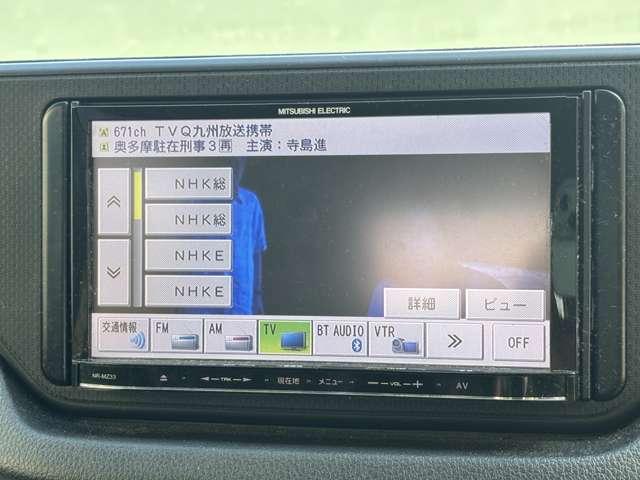 MITSUBISHI ELECTRIC
671ch TVQ九州放送携帯
奥多摩駐在刑事3再 主演:寺島進
NHK総
NHK総
NHKE
NHKE
詳細 ビュー
交通情報 FM AM TV BT AUDIO VTR OFF
NR-MZ33 TRK 現在地 メニュー VOL AV